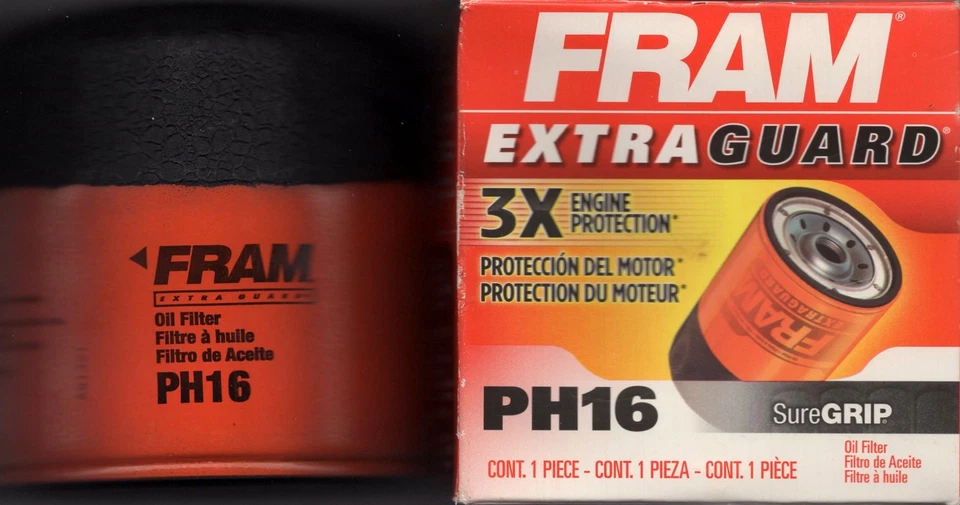 FRAM
EXTRA GUARD
Oil Filter
Filtre à huile
Filtro de Aceite
PH16
FRAM®
EXTRAGUARD®
3X ENGINE
PROTECTION*
PROTECCIÓN DEL MOTOR*
PROTECTION DU MOTEUR*
FRAM
EXTRAGUARD
PH16
SureGRIP®
CONT. 1 PIECE - CONT. 1 PIEZA - CONT. 1 PIÈCE
Oil Filter
Filtro de Aceite
Filtre à huile